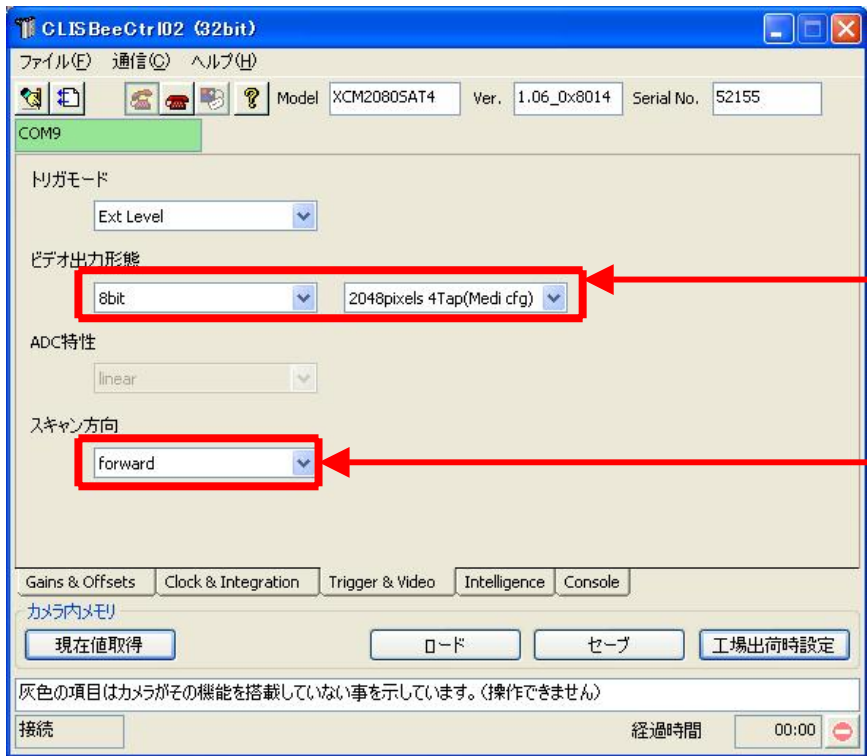 CLISBeeCtrl02 (32bit)
ファイル(F) 通信(C) ヘルプ(H)
Model XCM2080SAT4 Ver. 1.06_0x8014 Serial No. 52155
COM9
トリガモード
Ext Level
ビデオ出力形態
8bit 2048pixels 4Tap(Medi cfg)
ADC特性
linear
スキャン方向
forward
Gains & Offsets Clock & Integration Trigger & Video Intelligence Console
カメラ内メモリ
現在値取得 ロード セーブ 工場出荷時設定
灰色の項目はカメラがその機能を搭載していない事を示しています。(操作できません)
接続 経過時間 00:00